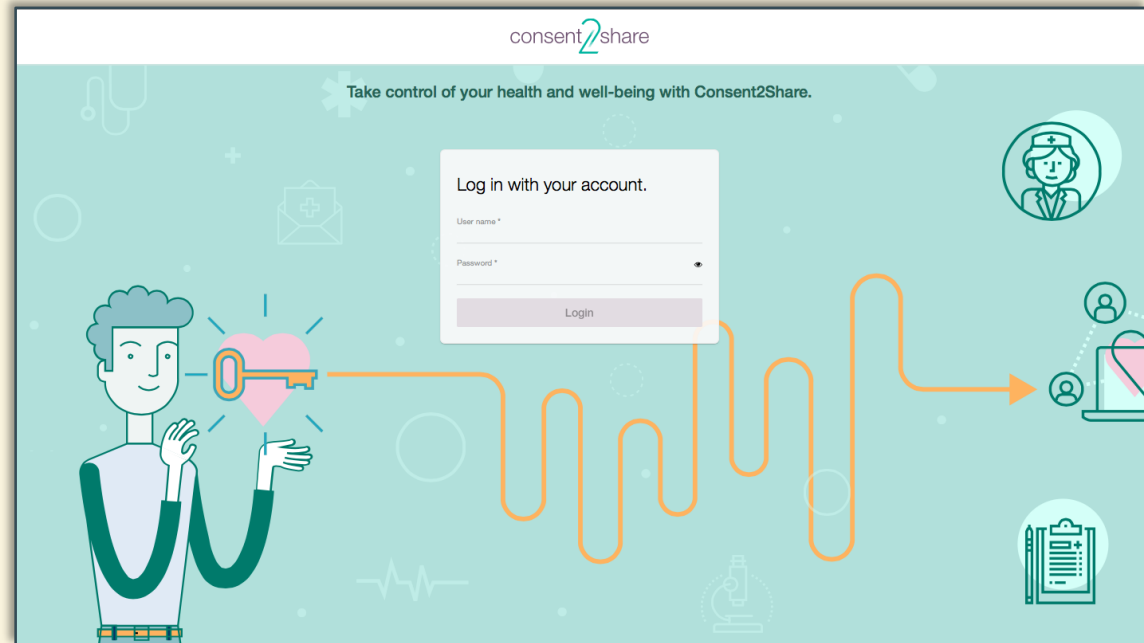 consent2share
Take control of your health and well-being with Consent2Share.
Log in with your account.
User name *
Password *
Login